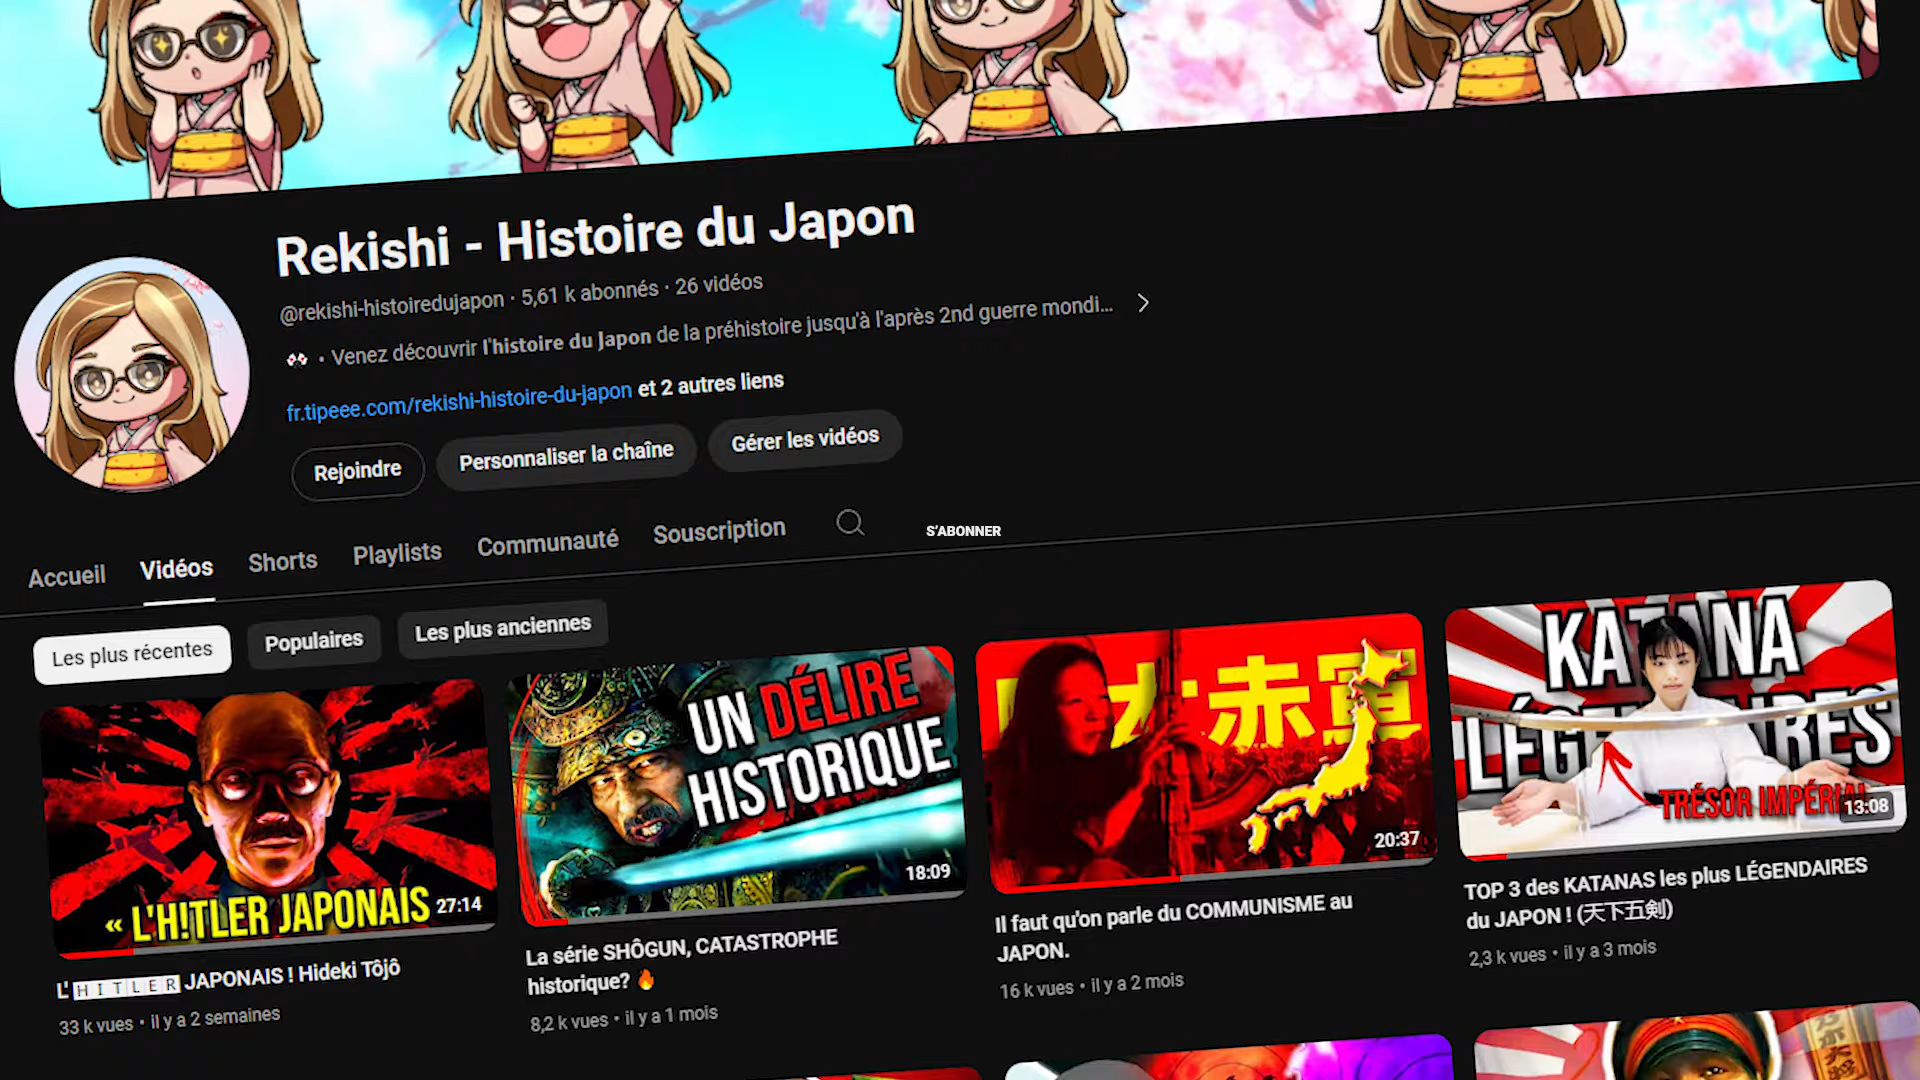 Rekishi - Histoire du Japon
@rekishi-histoiredujapon · 5,61 k abonnés · 26 vidéos
• Venez découvrir l'histoire du Japon de la préhistoire jusqu'à l'après 2nd guerre mondi...
fr.tipeee.com/rekishi-histoire-du-japon et 2 autres liens
Rejoindre
Personnaliser la chaîne
Gérer les vidéos
Accueil
Vidéos
Shorts
Playlists
Communauté
Souscription
S'ABONNER
Les plus récentes
Populaires
Les plus anciennes
« L'H!TLER JAPONAIS
27:14
L'HITLER JAPONAIS ! Hideki Tôjô
33 k vues • il y a 2 semaines
UN DÉLIRE
HISTORIQUE
18:09
La série SHÔGUN, CATASTROPHE
historique? 🔥
8,2 k vues • il y a 1 mois
赤軍
20:37
Il faut qu'on parle du COMMUNISME au
JAPON.
16 k vues • il y a 2 mois
KATANA
TRÉSOR IMPÉRIAL
13:08
TOP 3 des KATANAS les plus LÉGENDAIRES
du JAPON ! (天下五剣)
2,3 k vues • il y a 3 mois